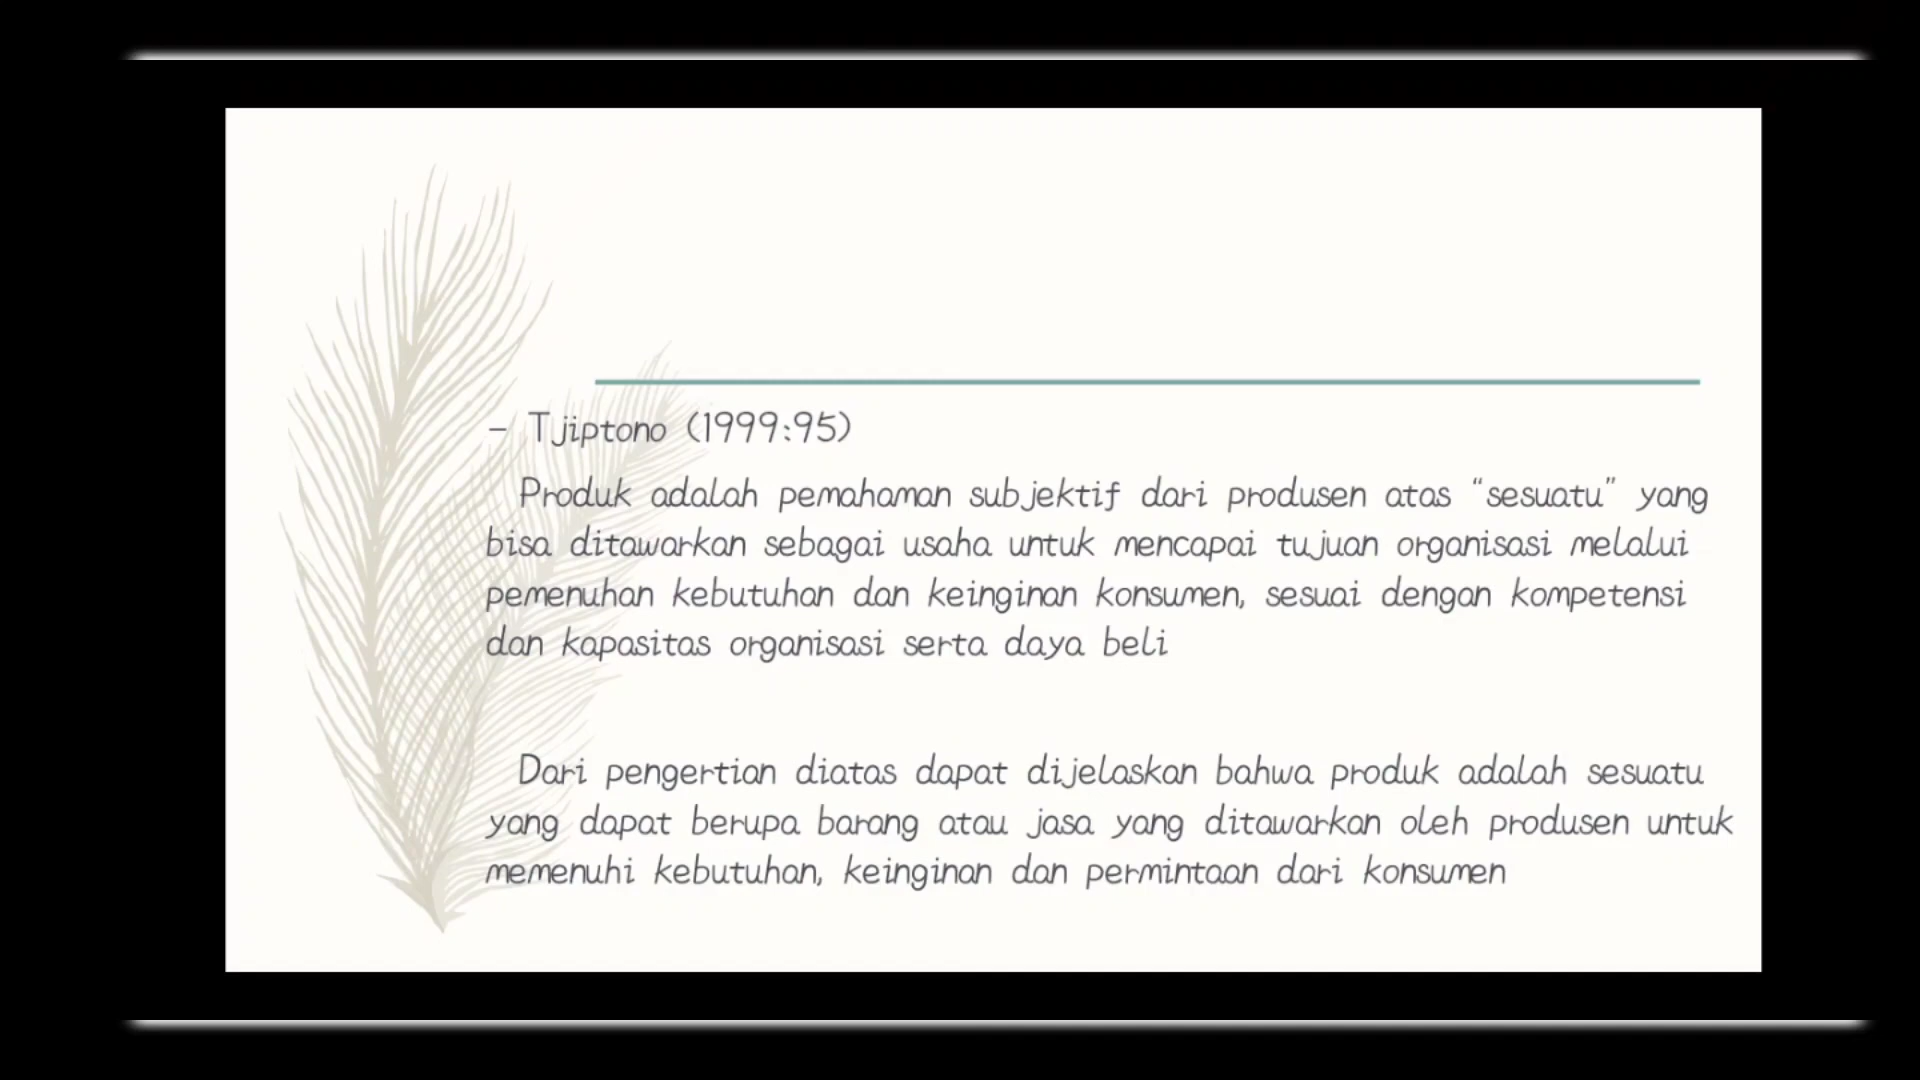 – Tjiptono (1999:95)
Produk adalah pemahaman subjektif dari produsen atas “sesuatu” yang
bisa ditawarkan sebagai usaha untuk mencapai tujuan organisasi melalui
pemenuhan kebutuhan dan keinginan konsumen, sesuai dengan kompetensi
dan kapasitas organisasi serta daya beli
Dari pengertian diatas dapat dijelaskan bahwa produk adalah sesuatu
yang dapat berupa barang atau jasa yang ditawarkan oleh produsen untuk
memenuhi kebutuhan, keinginan dan permintaan dari konsumen